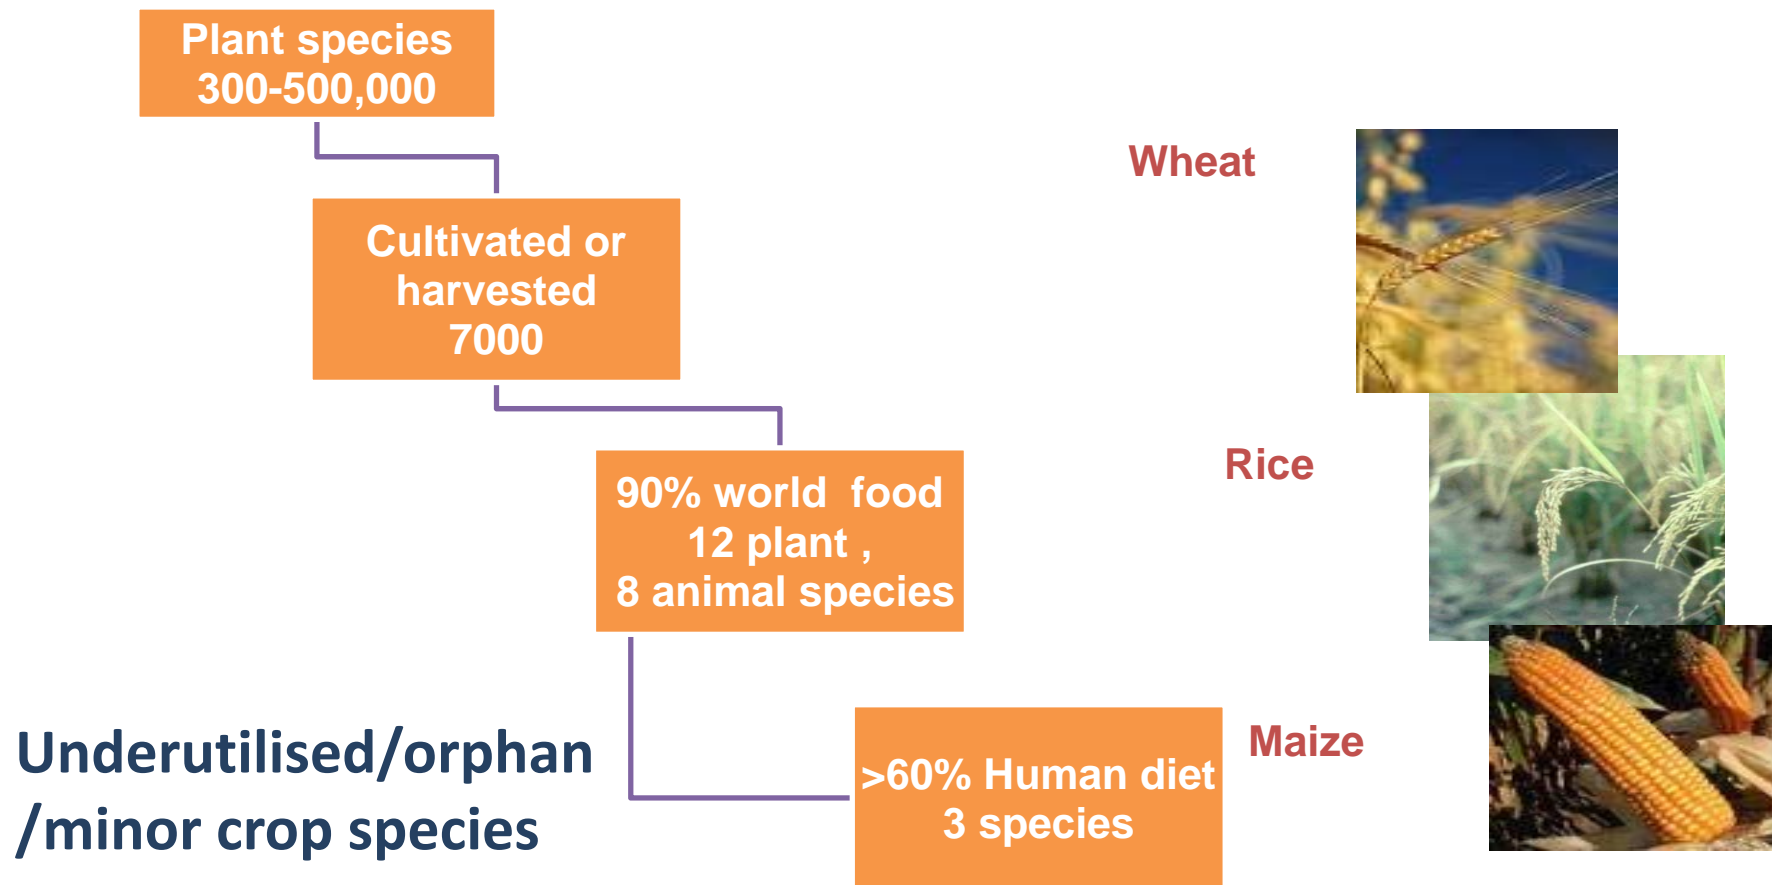 Plant species
300-500,000
Cultivated or
harvested
7000
90% world food
12 plant ,
8 animal species
>60% Human diet
3 species
Wheat
Rice
Maize
Underutilised/orphan
/minor crop species